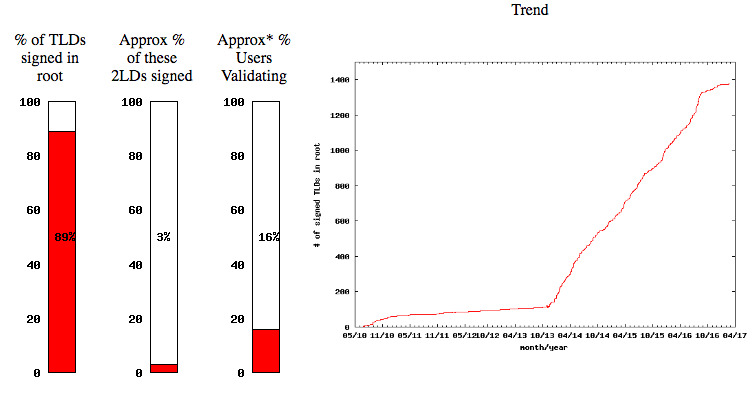 Trend
% of TLDs
signed in
root
Approx %
of these
2LDs signed
Approx* %
Users
Validating
100
80
60
40
20
0
89%
100
80
60
40
20
0
3%
100
80
60
40
20
0
16%
# of signed TLDs in root
1400
1200
1000
800
600
400
200
0
05/10 11/10 05/11 11/11 05/12 10/12 04/13 10/13 04/14 10/14 04/15 10/15 04/16 10/16 04/17
month/year